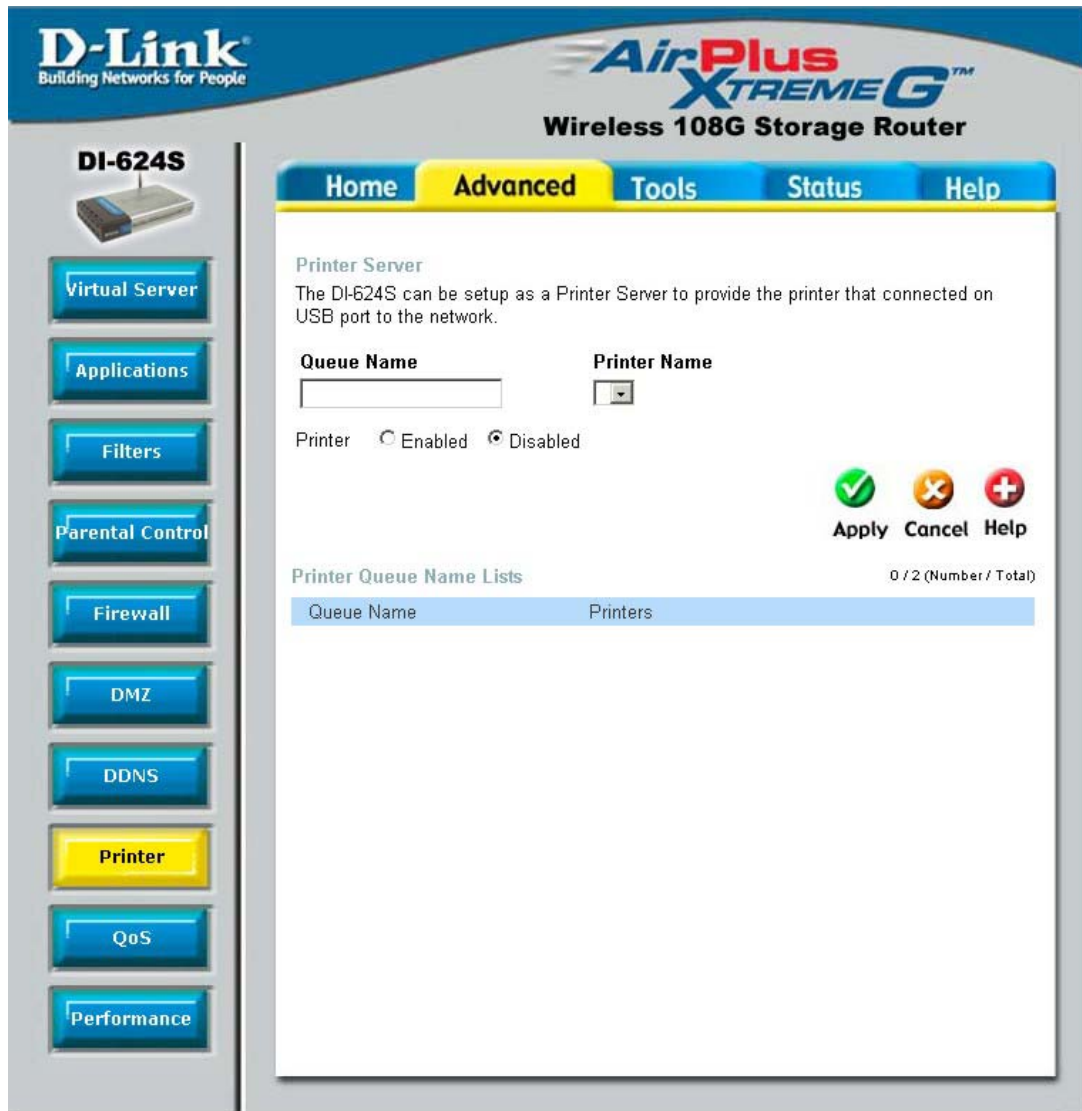 D-Link
Building Networks for People
AirPlus
XTREME G™
Wireless 108G Storage Router
DI-624S
Home Advanced Tools Status Help
Virtual Server
Applications
Filters
Parental Control
Firewall
DMZ
DDNS
Printer
QoS
Performance
Printer Server
The DI-624S can be setup as a Printer Server to provide the printer that connected on
USB port to the network.
Queue Name Printer Name
Printer Enabled Disabled
Apply Cancel Help
Printer Queue Name Lists 0 / 2 (Number / Total)
Queue Name Printers